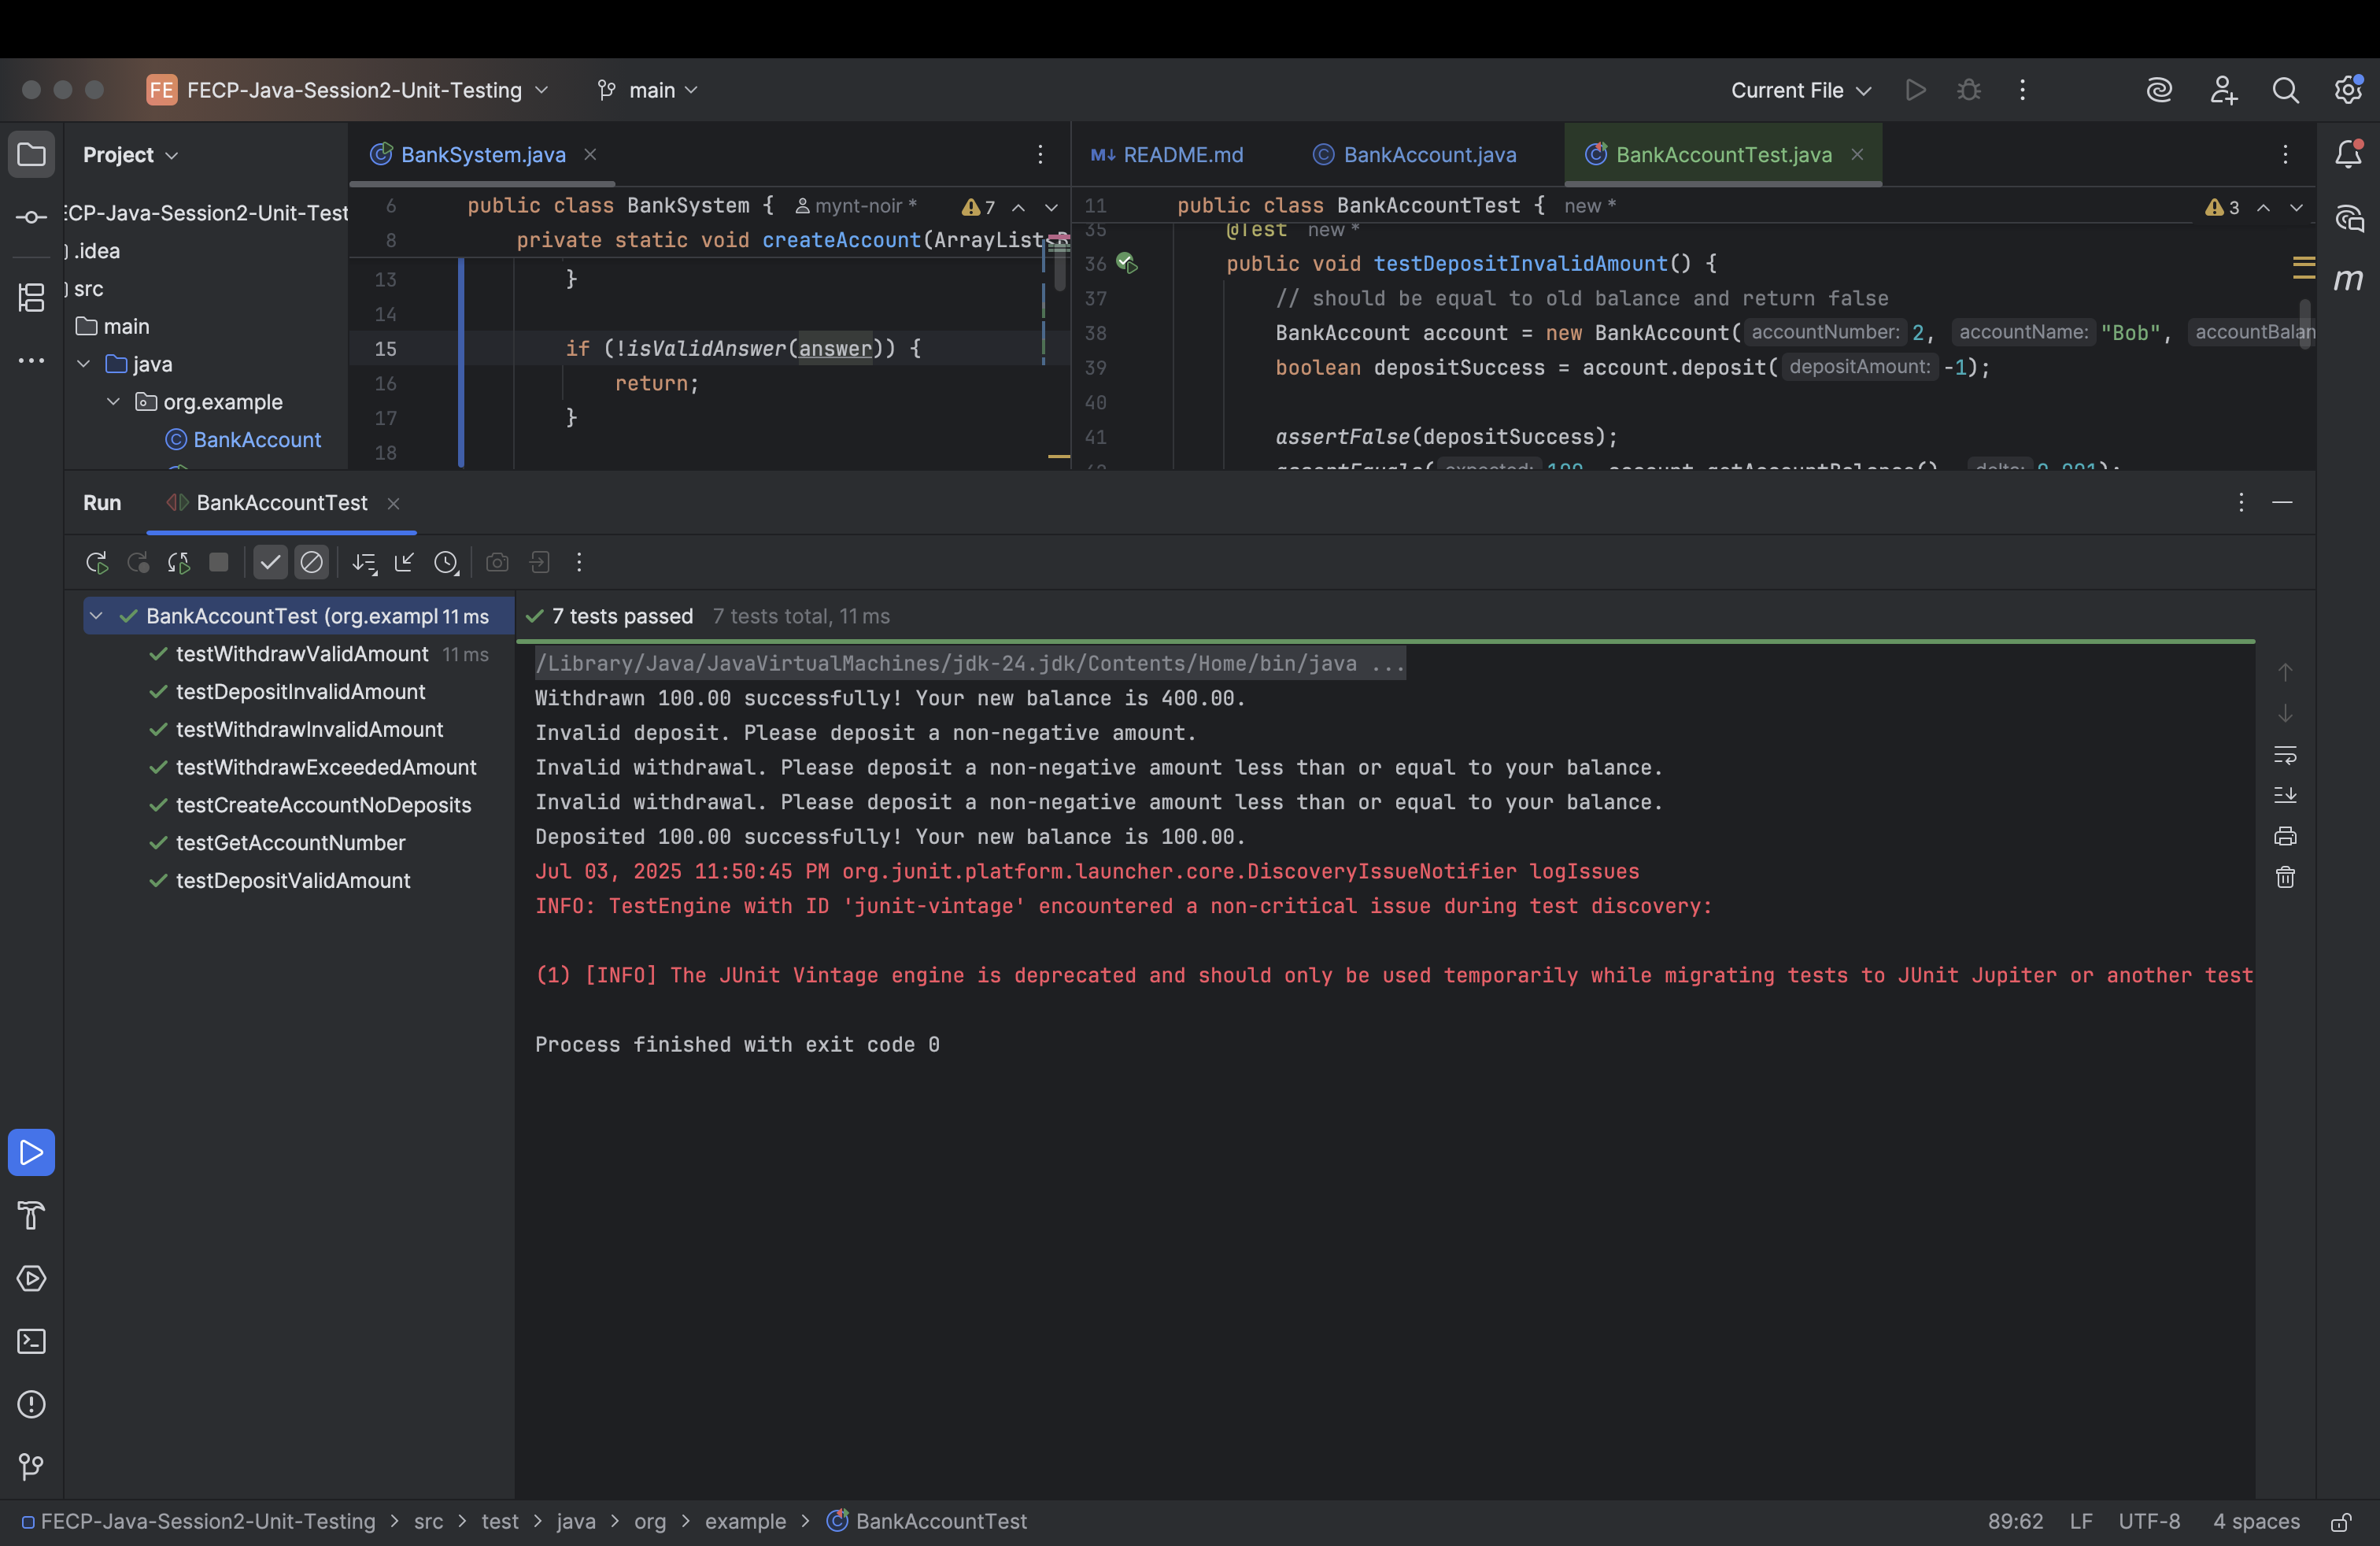 FE FECP-Java-Session2-Unit-Testing main Current File
Project
ECP-Java-Session2-Unit-Test
.idea
src
main
java
org.example
BankAccount
BankSystem.java
6 public class BankSystem { mynt-noir * 7
8 private static void createAccount(ArrayList<B
13 }
14
15 if (!isValidAnswer(answer)) {
16 return;
17 }
18
README.md BankAccount.java BankAccountTest.java
11 public class BankAccountTest { new * 3
35 @Test new *
36 public void testDepositInvalidAmount() {
37 // should be equal to old balance and return false
38 BankAccount account = new BankAccount( accountNumber: 2, accountName: "Bob", accountBalan
39 boolean depositSuccess = account.deposit( depositAmount: -1);
40
41 assertFalse(depositSuccess);
Run BankAccountTest
BankAccountTest (org.exampl 11 ms
testWithdrawValidAmount 11 ms
testDepositInvalidAmount
testWithdrawInvalidAmount
testWithdrawExceededAmount
testCreateAccountNoDeposits
testGetAccountNumber
testDepositValidAmount
7 tests passed 7 tests total, 11 ms
/Library/Java/JavaVirtualMachines/jdk-24.jdk/Contents/Home/bin/java ...
Withdrawn 100.00 successfully! Your new balance is 400.00.
Invalid deposit. Please deposit a non-negative amount.
Invalid withdrawal. Please deposit a non-negative amount less than or equal to your balance.
Invalid withdrawal. Please deposit a non-negative amount less than or equal to your balance.
Deposited 100.00 successfully! Your new balance is 100.00.
Jul 03, 2025 11:50:45 PM org.junit.platform.launcher.core.DiscoveryIssueNotifier logIssues
INFO: TestEngine with ID 'junit-vintage' encountered a non-critical issue during test discovery:
(1) [INFO] The JUnit Vintage engine is deprecated and should only be used temporarily while migrating tests to JUnit Jupiter or another test
Process finished with exit code 0
FECP-Java-Session2-Unit-Testing > src > test > java > org > example > BankAccountTest 89:62 LF UTF-8 4 spaces